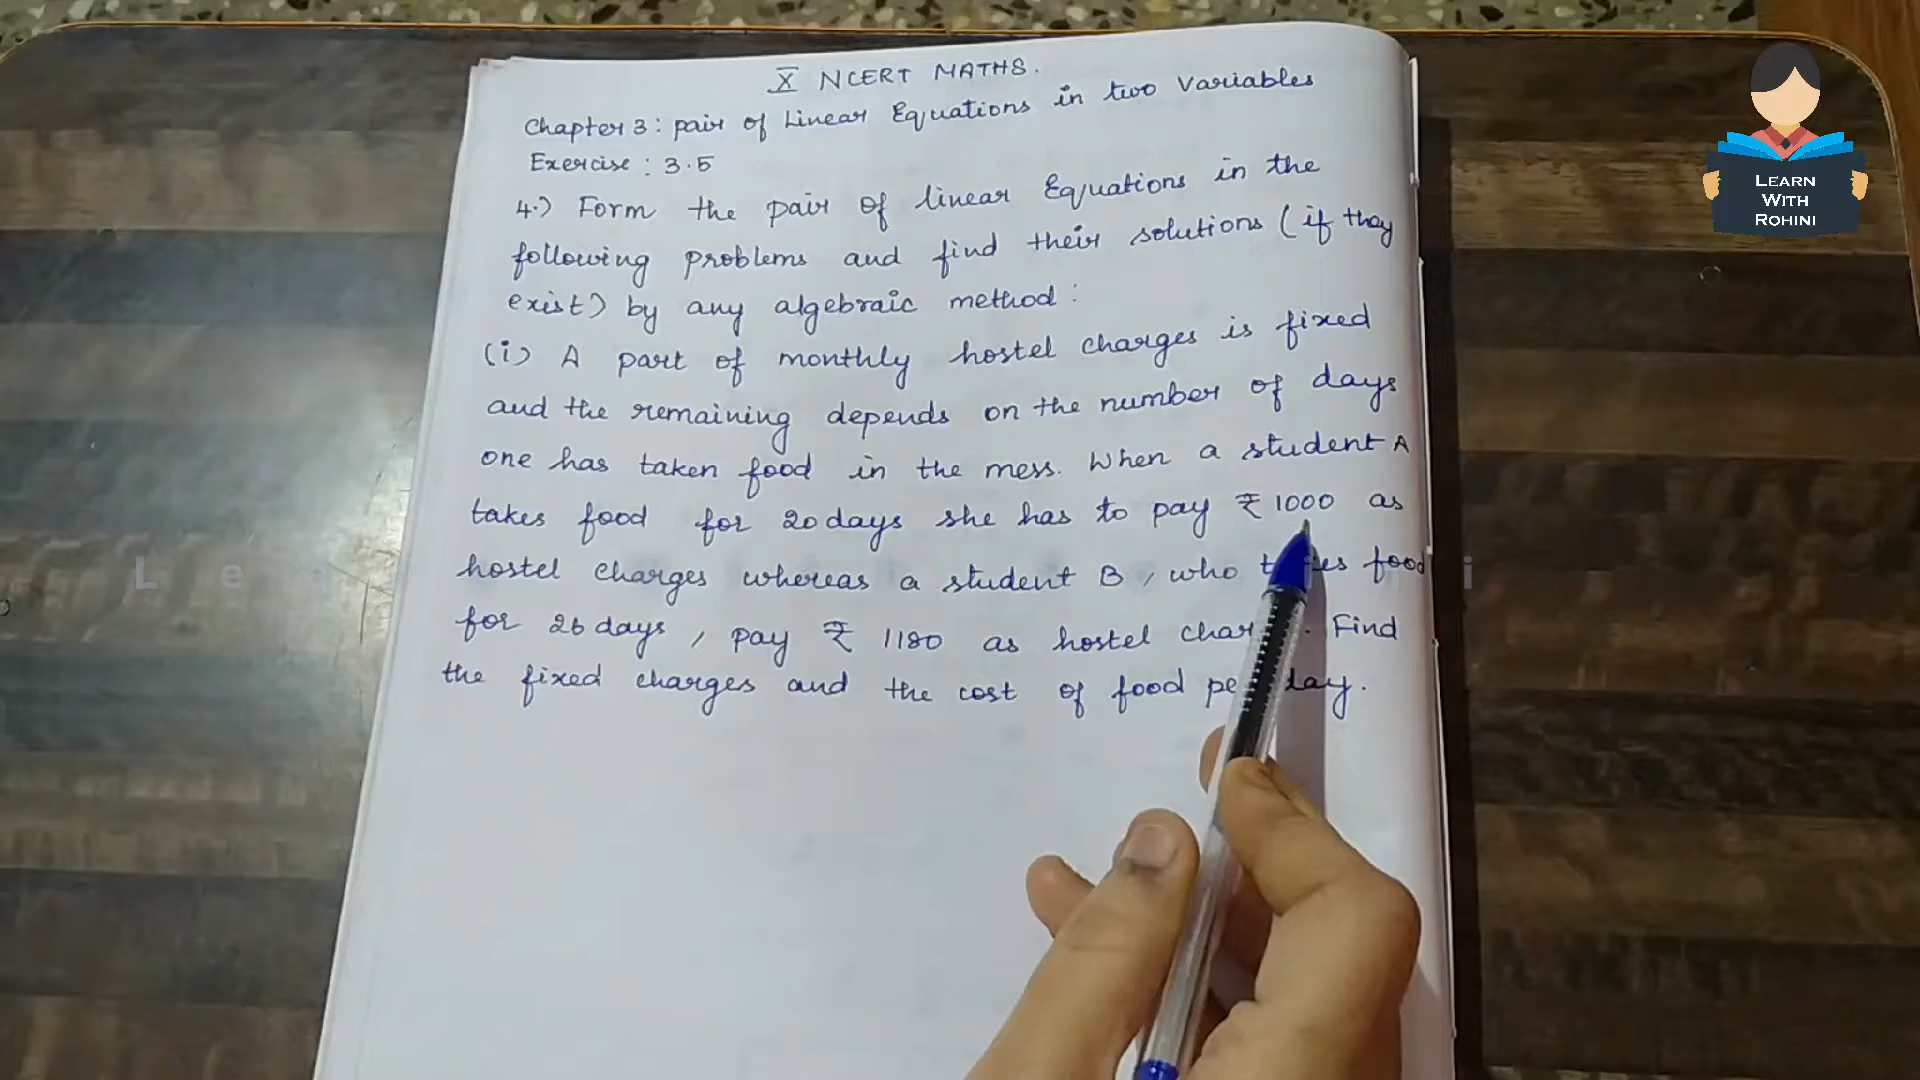 X NCERT MATHS.
Chapter 3: pair of Linear Equations in two Variables
Exercise: 3.5
4.) Form the pair of linear Equations in the
following problems and find their solutions (if they
exist) by any algebraic method:
(i) A part of monthly hostel charges is fixed
and the remaining depends on the number of days
one has taken food in the mess. When a student A
takes food for 20 days she has to pay ₹ 1000 as
hostel charges whereas a student B, who food
for 26 days, pay ₹ 1180 as hostel Find
the fixed charges and the cost of food day.
LEARN
WITH
ROHINI